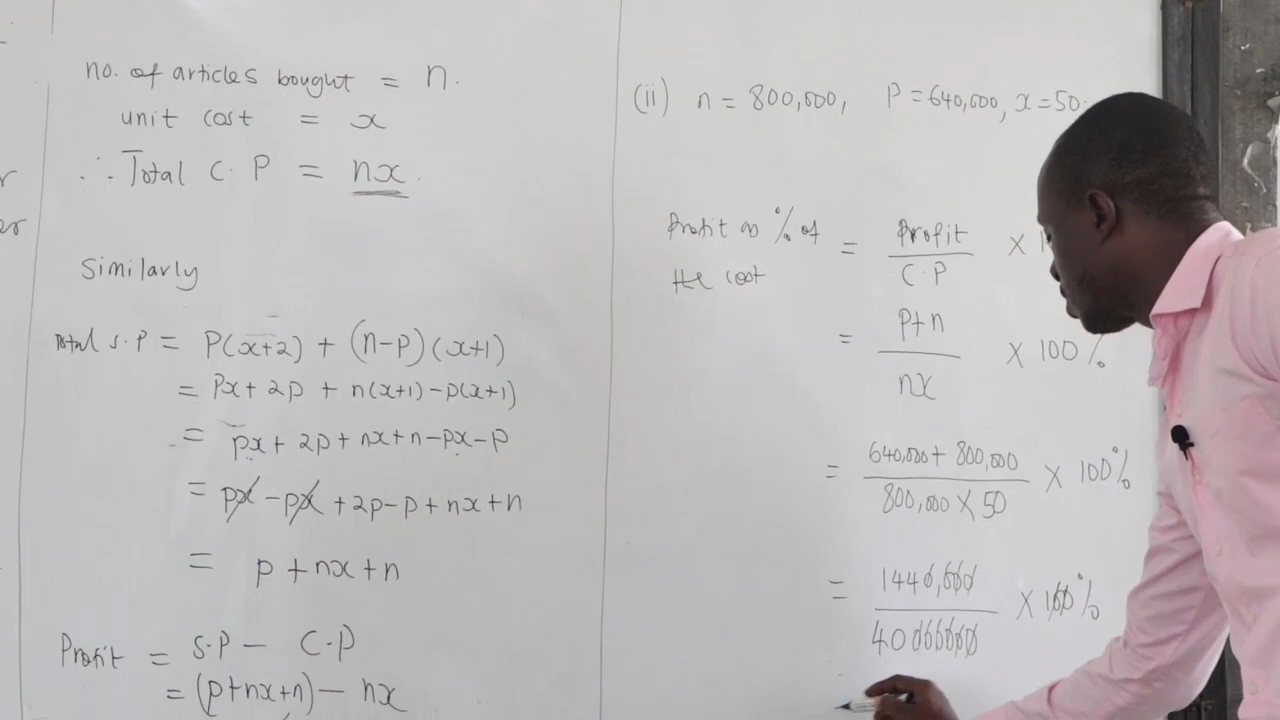 no. of articles bought = n.
unit cost = x
∴ Total C.P = nx.
Similarly
Total S.P = P(x+2) + (n-P)(x+1)
= Px + 2p + n(x+1) - p(x+1)
= px + 2p + nx + n - px - p
= px - px + 2p - p + nx + n
= p + nx + n
Profit = S.P - C.P
= (p+nx+n) - nx
(ii) n = 800,000, P = 640,000, x = 50.
Profit as % of
the cost
= Profit / C.P X
= p+n / nx X 100%
= 640,000 + 800,000 / 800,000 X 50 X 100%
= 1440,000 / 40000000 X 100%